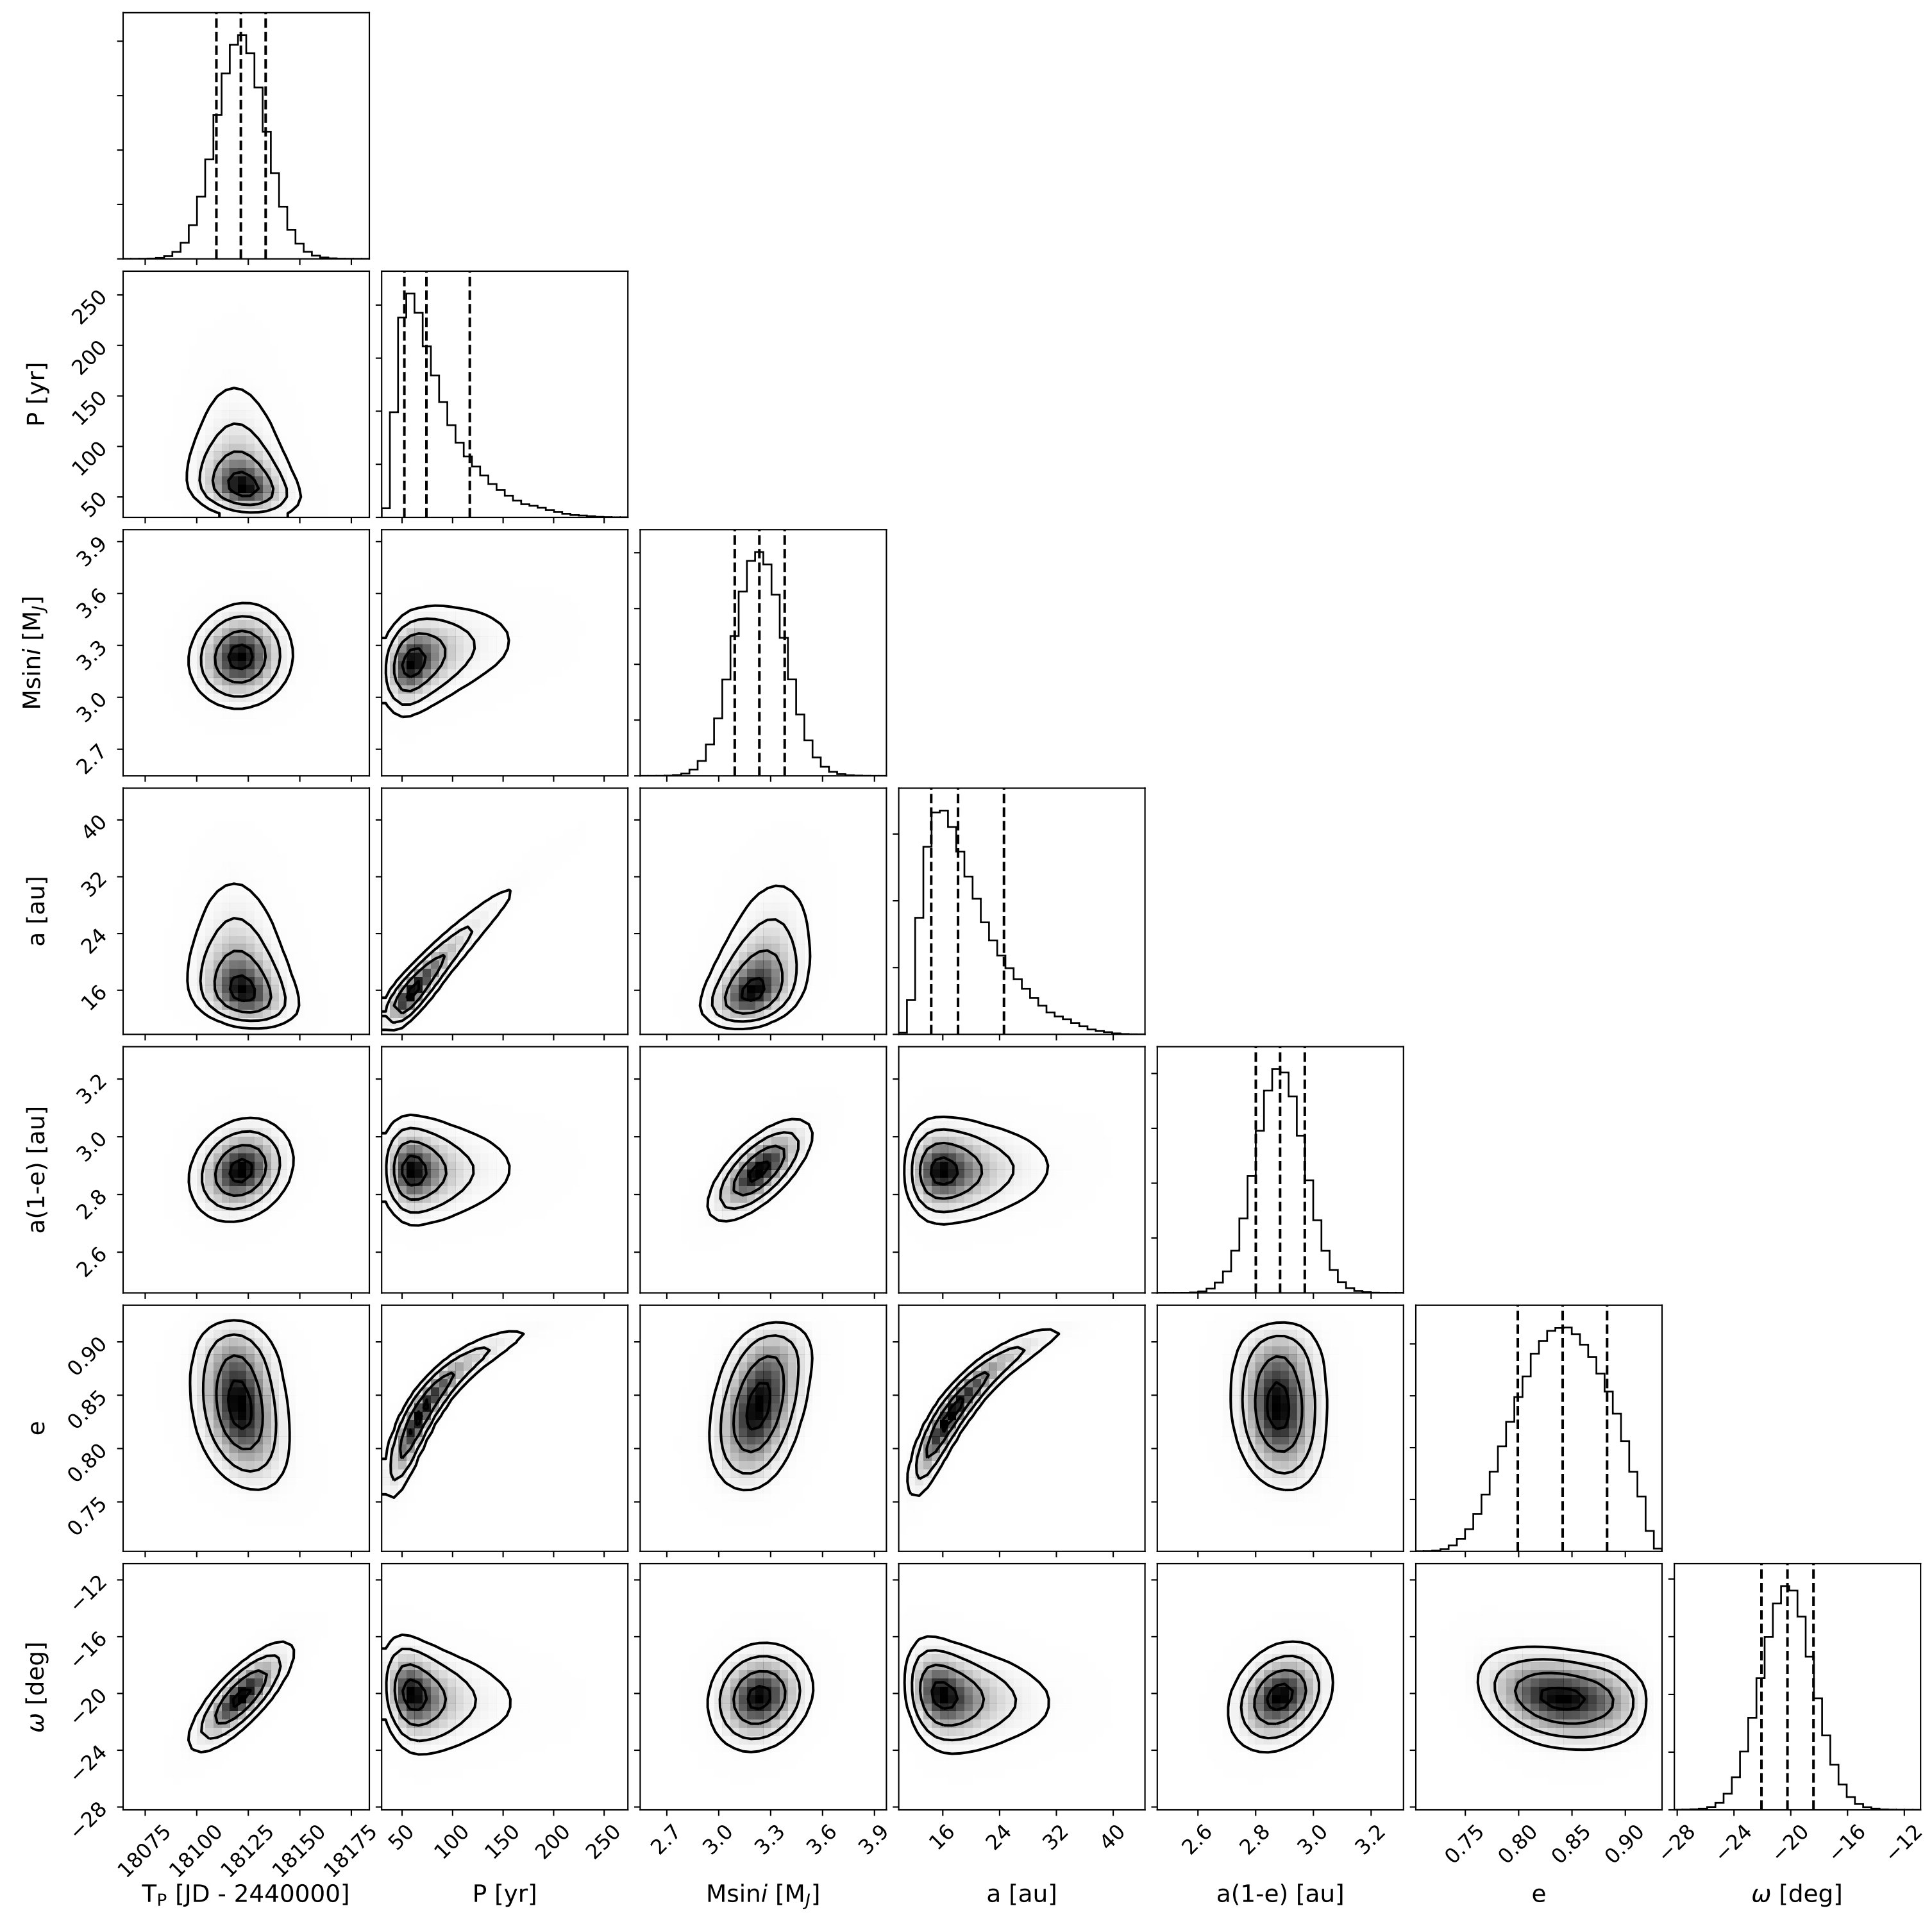 P [yr]
250
200
150
100
50
Msini [M_J]
3.9
3.6
3.3
3.0
2.7
a [au]
40
32
24
16
a(1-e) [au]
3.2
3.0
2.8
2.6
e
0.90
0.85
0.80
0.75
ω [deg]
−12
−16
−20
−24
−28
18075 18100 18125 18150 18175
50 100 150 200 250
2.7 3.0 3.3 3.6 3.9
16 24 32 40
2.6 2.8 3.0 3.2
0.75 0.80 0.85 0.90
−28 −24 −20 −16 −12
T_P [JD - 2440000]
P [yr]
Msini [M_J]
a [au]
a(1-e) [au]
e
ω [deg]